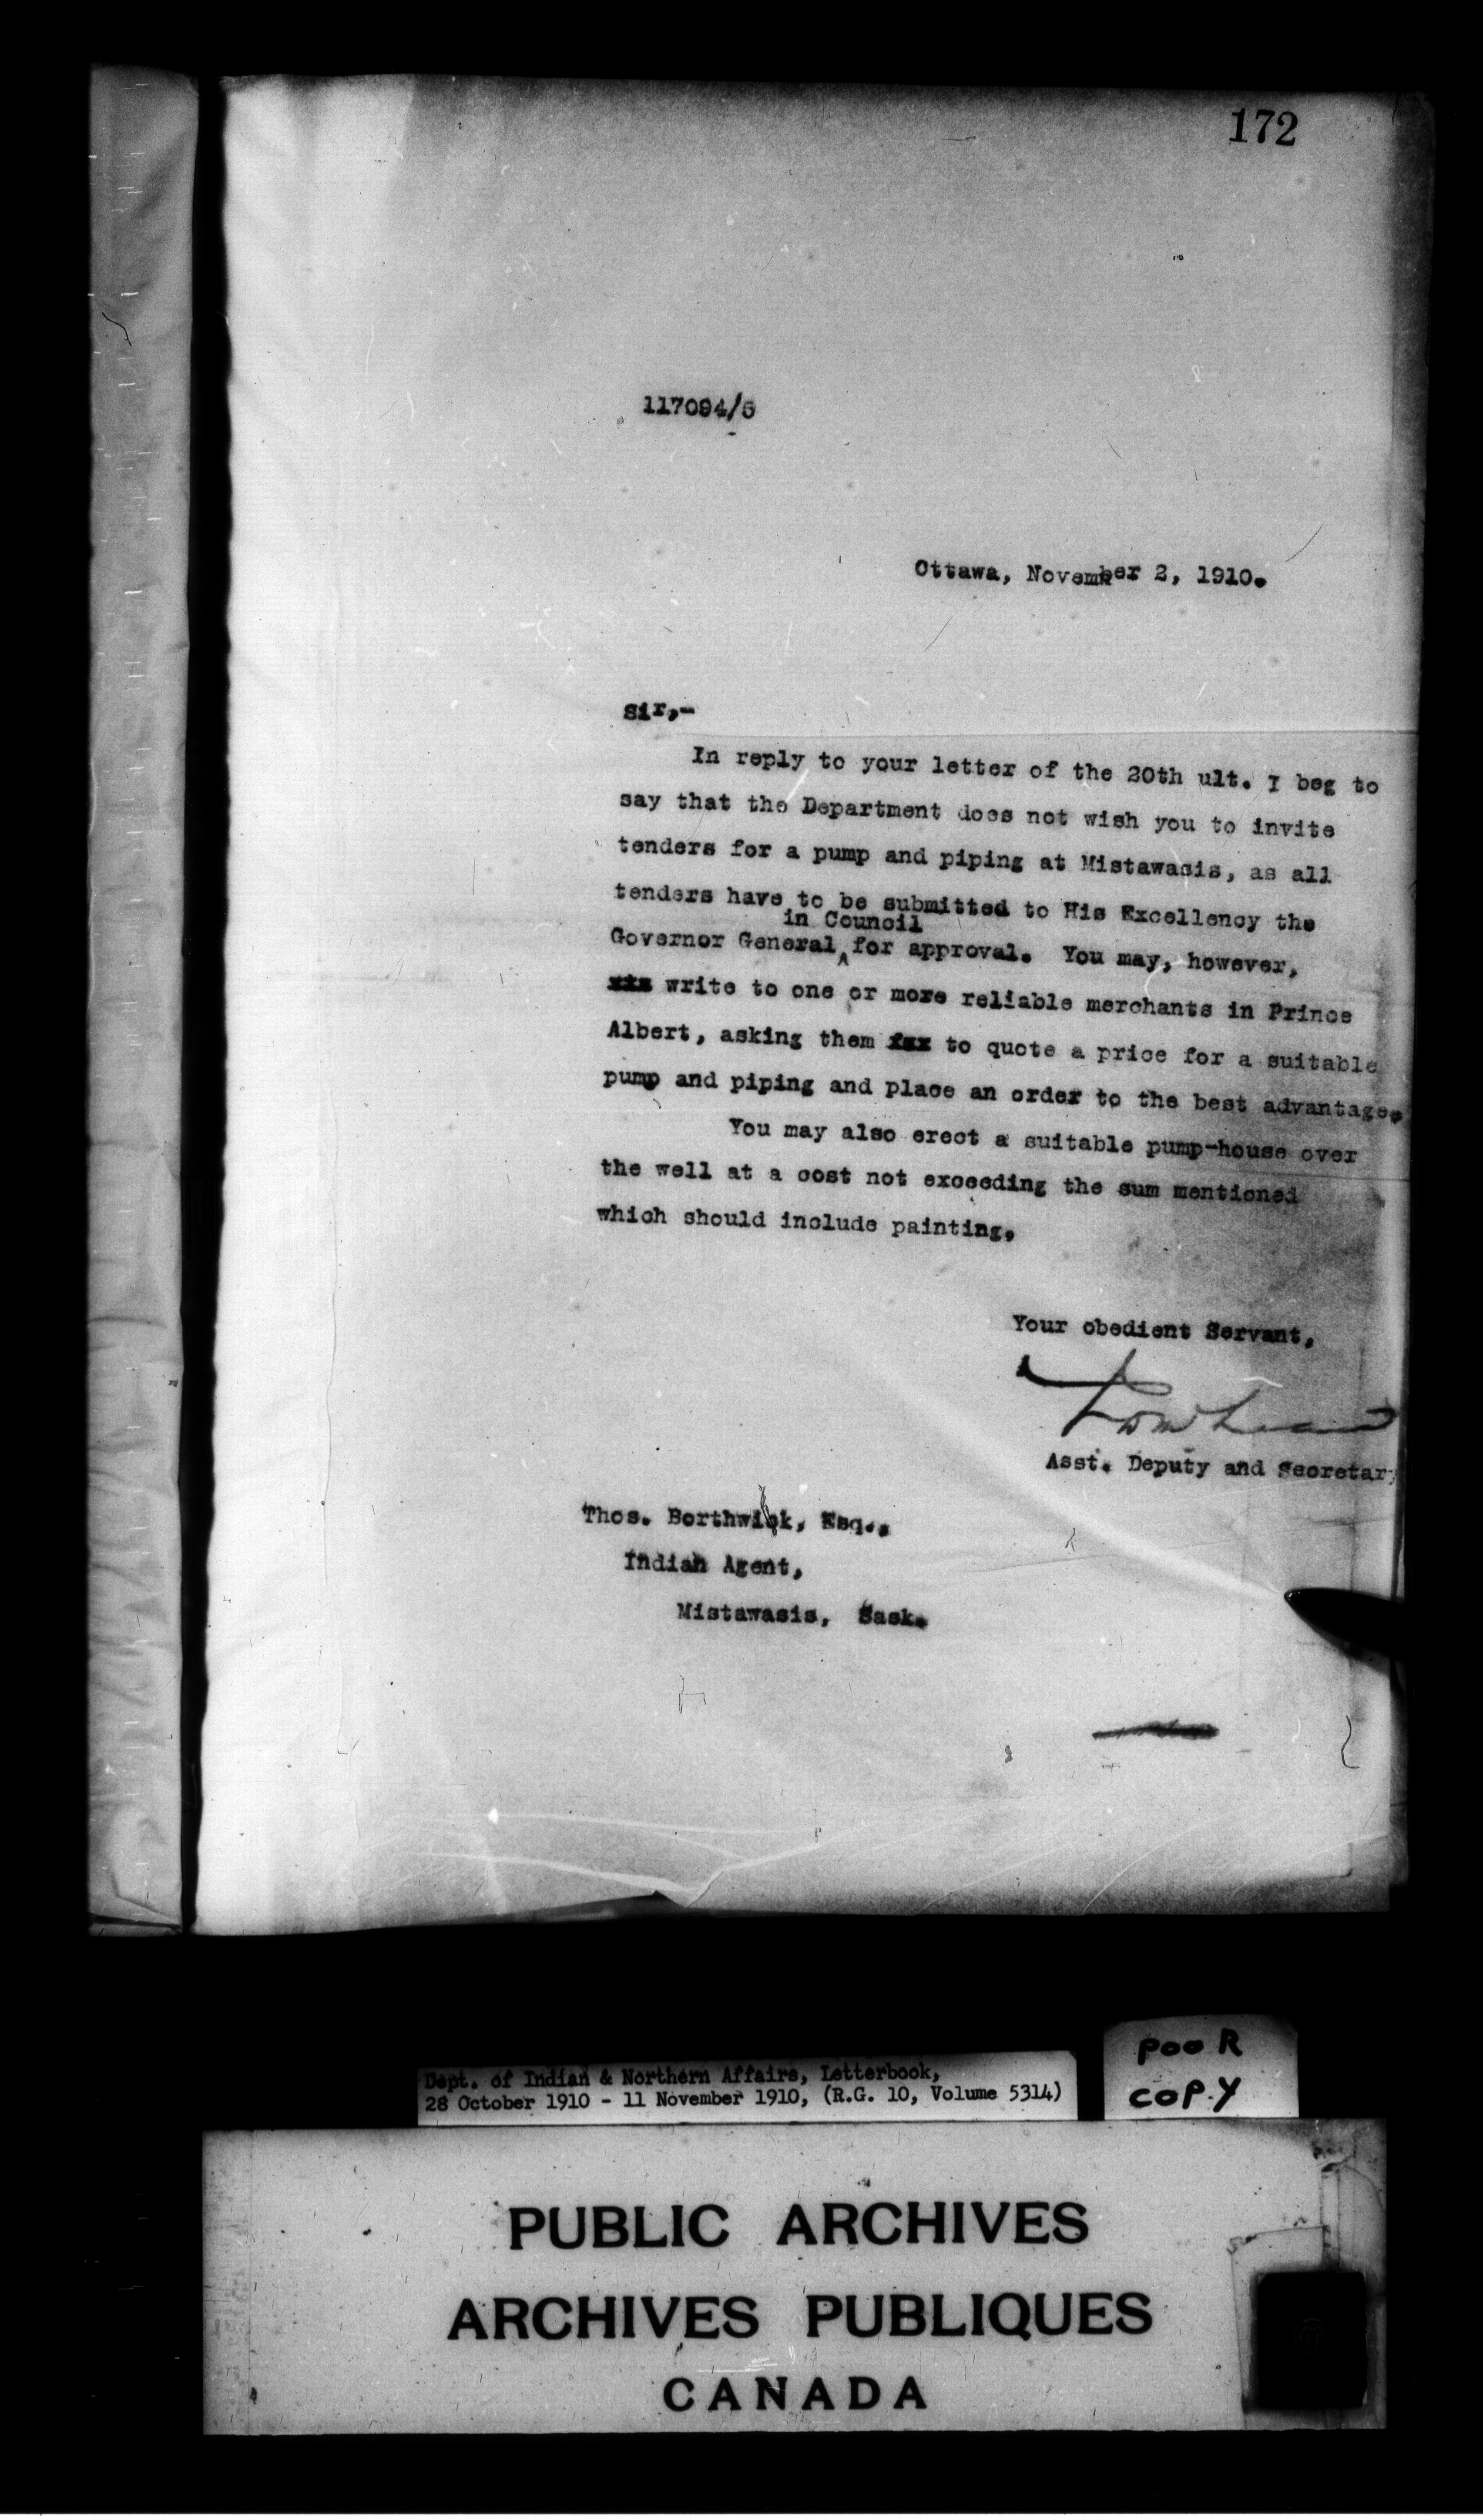 172
117094/5
Ottawa, November 2, 1910.
Sir,-
In reply to your letter of the 20th ult. I beg to
say that the Department does not wish you to invite
tenders for a pump and piping at Mistawasis, as all
tenders have to be submitted to His Excellency the
in Council
Governor General ^ for approval. You may, however,
write to one or more reliable merchants in Prince
Albert, asking them to quote a price for a suitable
pump and piping and place an order to the best advantage.
You may also erect a suitable pump-house over
the well at a cost not exceeding the sum mentioned
which should include painting.
Your obedient Servant,
Asst. Deputy and Secretary
Thos. Borthwick, Esq.,
Indian Agent,
Mistawasis, Sask.
Dept. of Indian & Northern Affairs, Letterbook,
28 October 1910 - 11 November 1910, (R.G. 10, Volume 5314)
POOR
COPY
PUBLIC ARCHIVES
ARCHIVES PUBLIQUES
CANADA